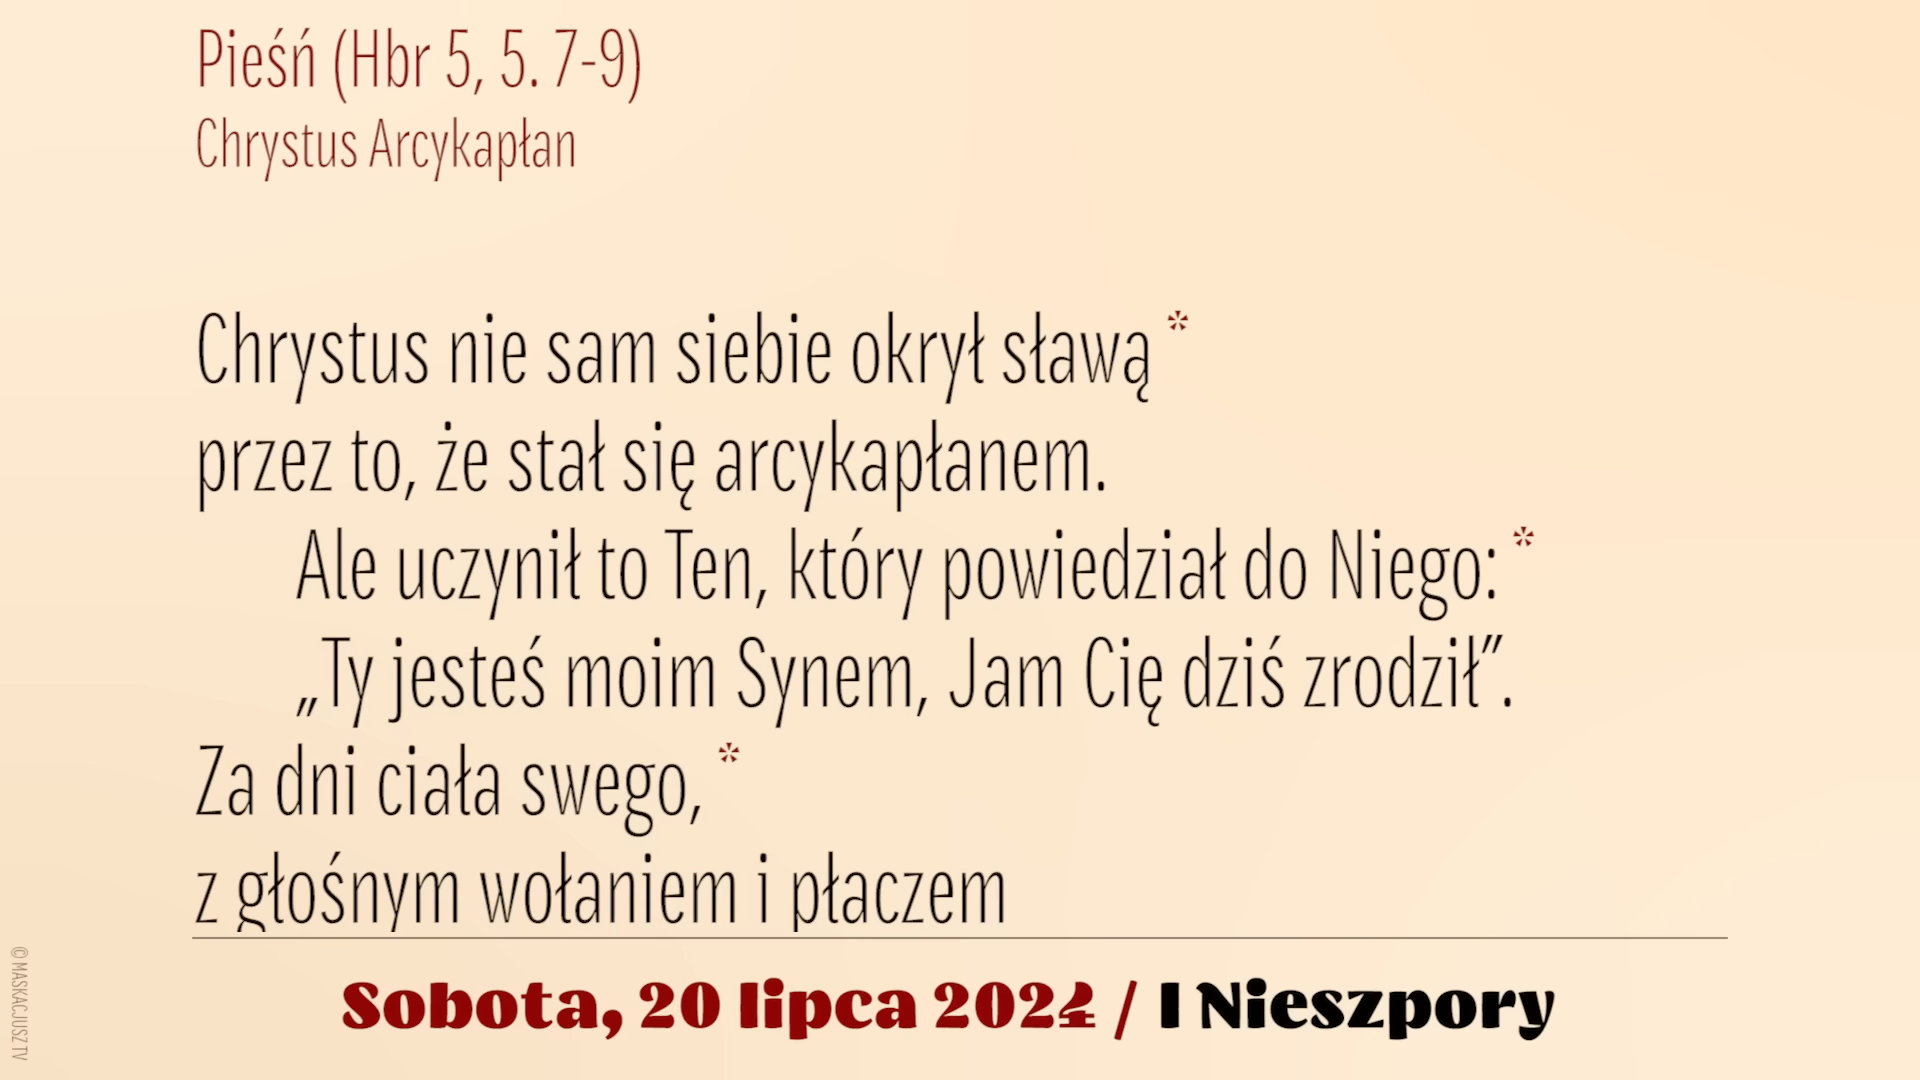 Pieśń (Hbr 5, 5. 7-9)
Chrystus Arcykapłan
Chrystus nie sam siebie okrył sławą *
przez to, że stał się arcykapłanem.
Ale uczynił to Ten, który powiedział do Niego: *
„Ty jesteś moim Synem, Jam Cię dziś zrodził”.
Za dni ciała swego, *
z głośnym wołaniem i płaczem
Sobota, 20 lipca 2024 / I Nieszpory
© MASKACJUSZ TV